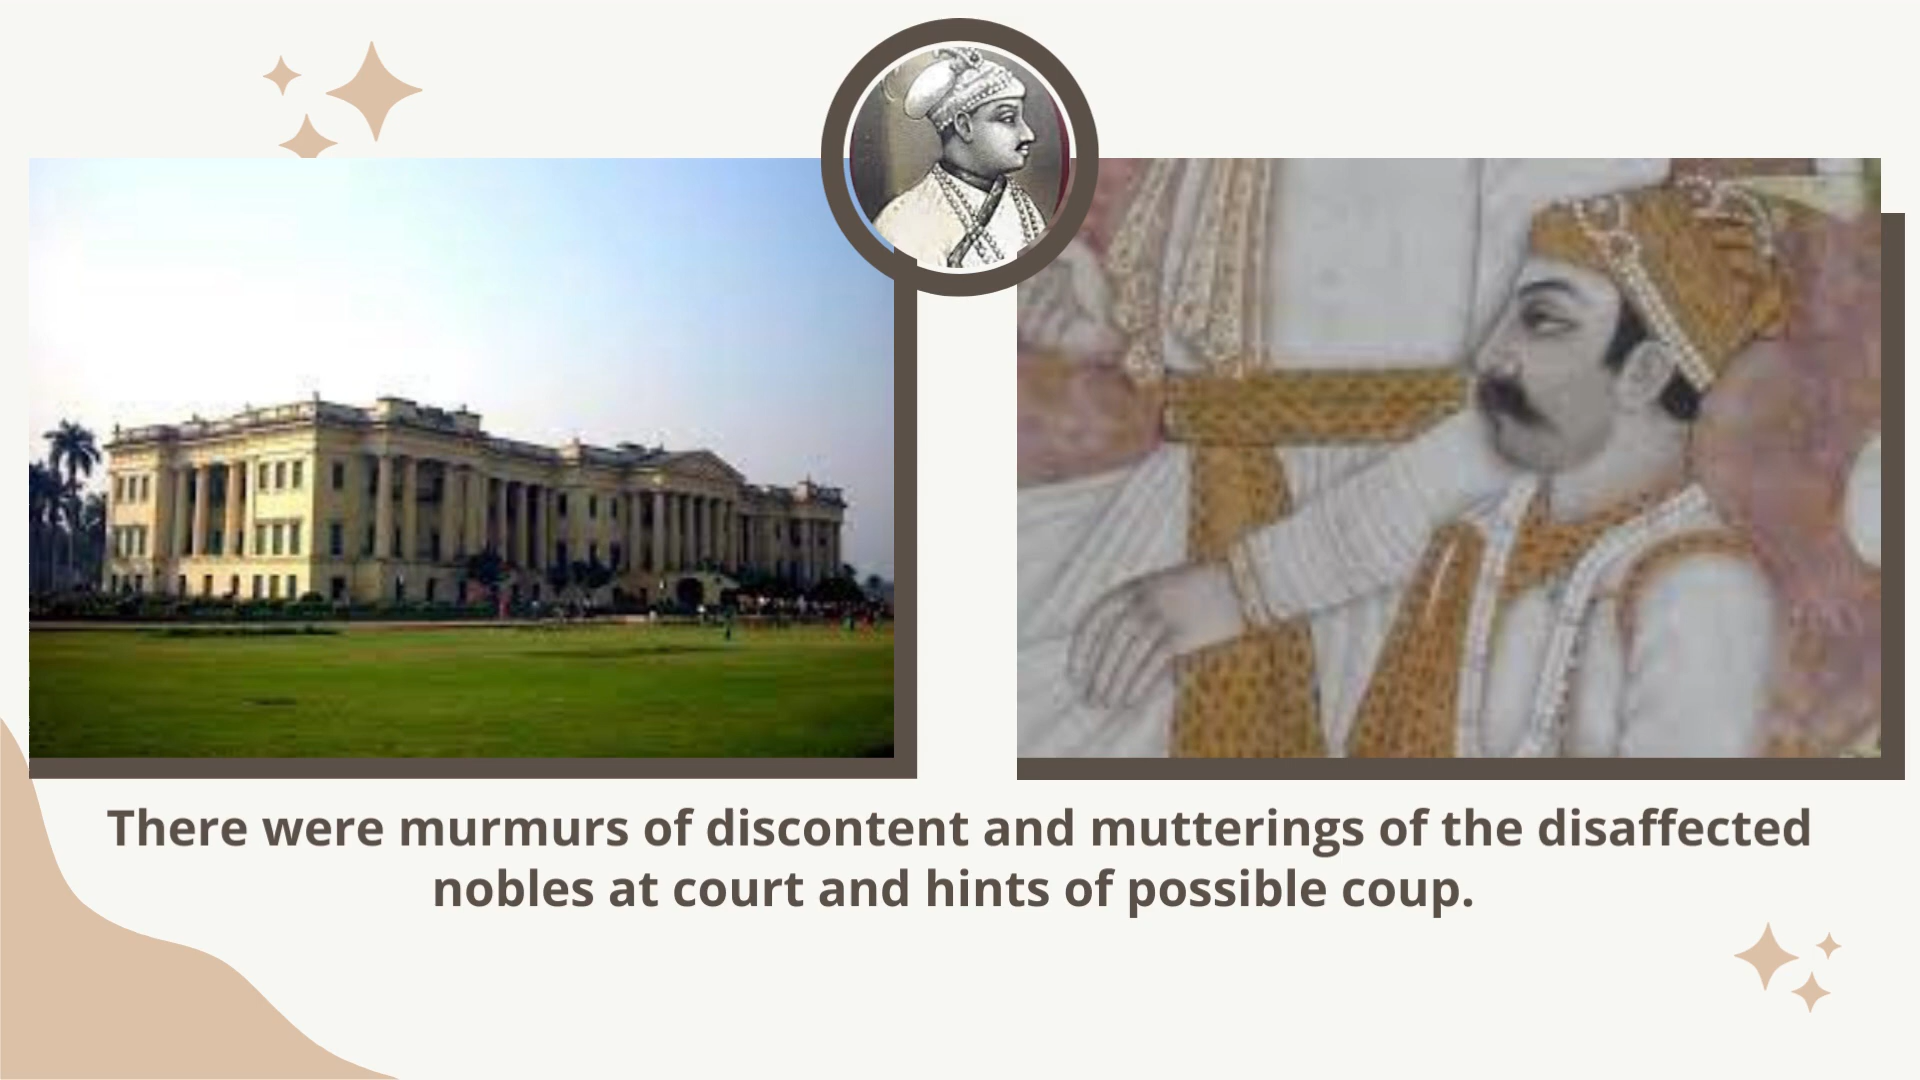 There were murmurs of discontent and mutterings of the disaffected
nobles at court and hints of possible coup.